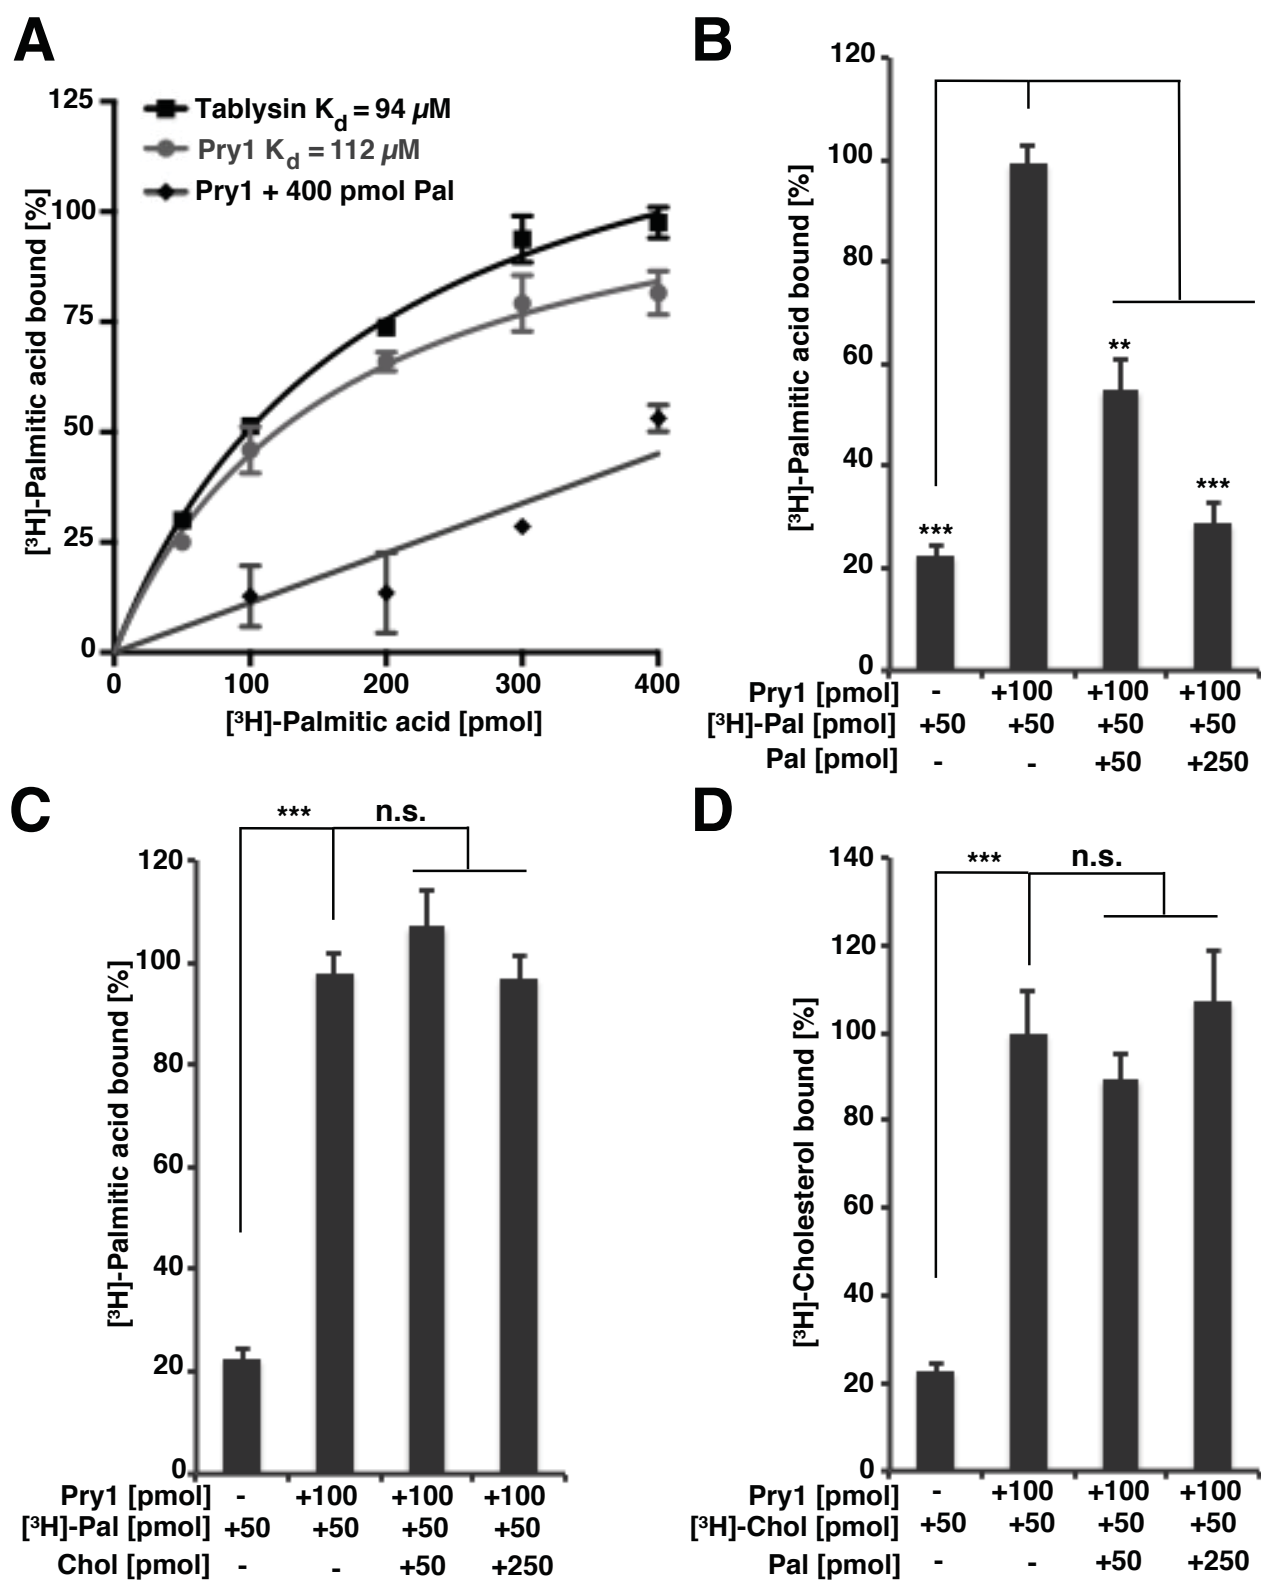 A
125
100
75
50
25
0
[³H]-Palmitic acid bound [%]
Tablysin Kd = 94 µM
Pry1 Kd = 112 µM
Pry1 + 400 pmol Pal
0 100 200 300 400
[³H]-Palmitic acid [pmol]
B
120
100
80
60
40
20
0
[³H]-Palmitic acid bound [%]
***
**
***
Pry1 [pmol] - +100 +100 +100
[³H]-Pal [pmol] +50 +50 +50 +50
Pal [pmol] - - +50 +250
C
*** n.s.
120
100
80
60
40
20
0
[³H]-Palmitic acid bound [%]
Pry1 [pmol] - +100 +100 +100
[³H]-Pal [pmol] +50 +50 +50 +50
Chol [pmol] - - +50 +250
D
*** n.s.
140
120
100
80
60
40
20
0
[³H]-Cholesterol bound [%]
Pry1 [pmol] - +100 +100 +100
[³H]-Chol [pmol] +50 +50 +50 +50
Pal [pmol] - - +50 +250